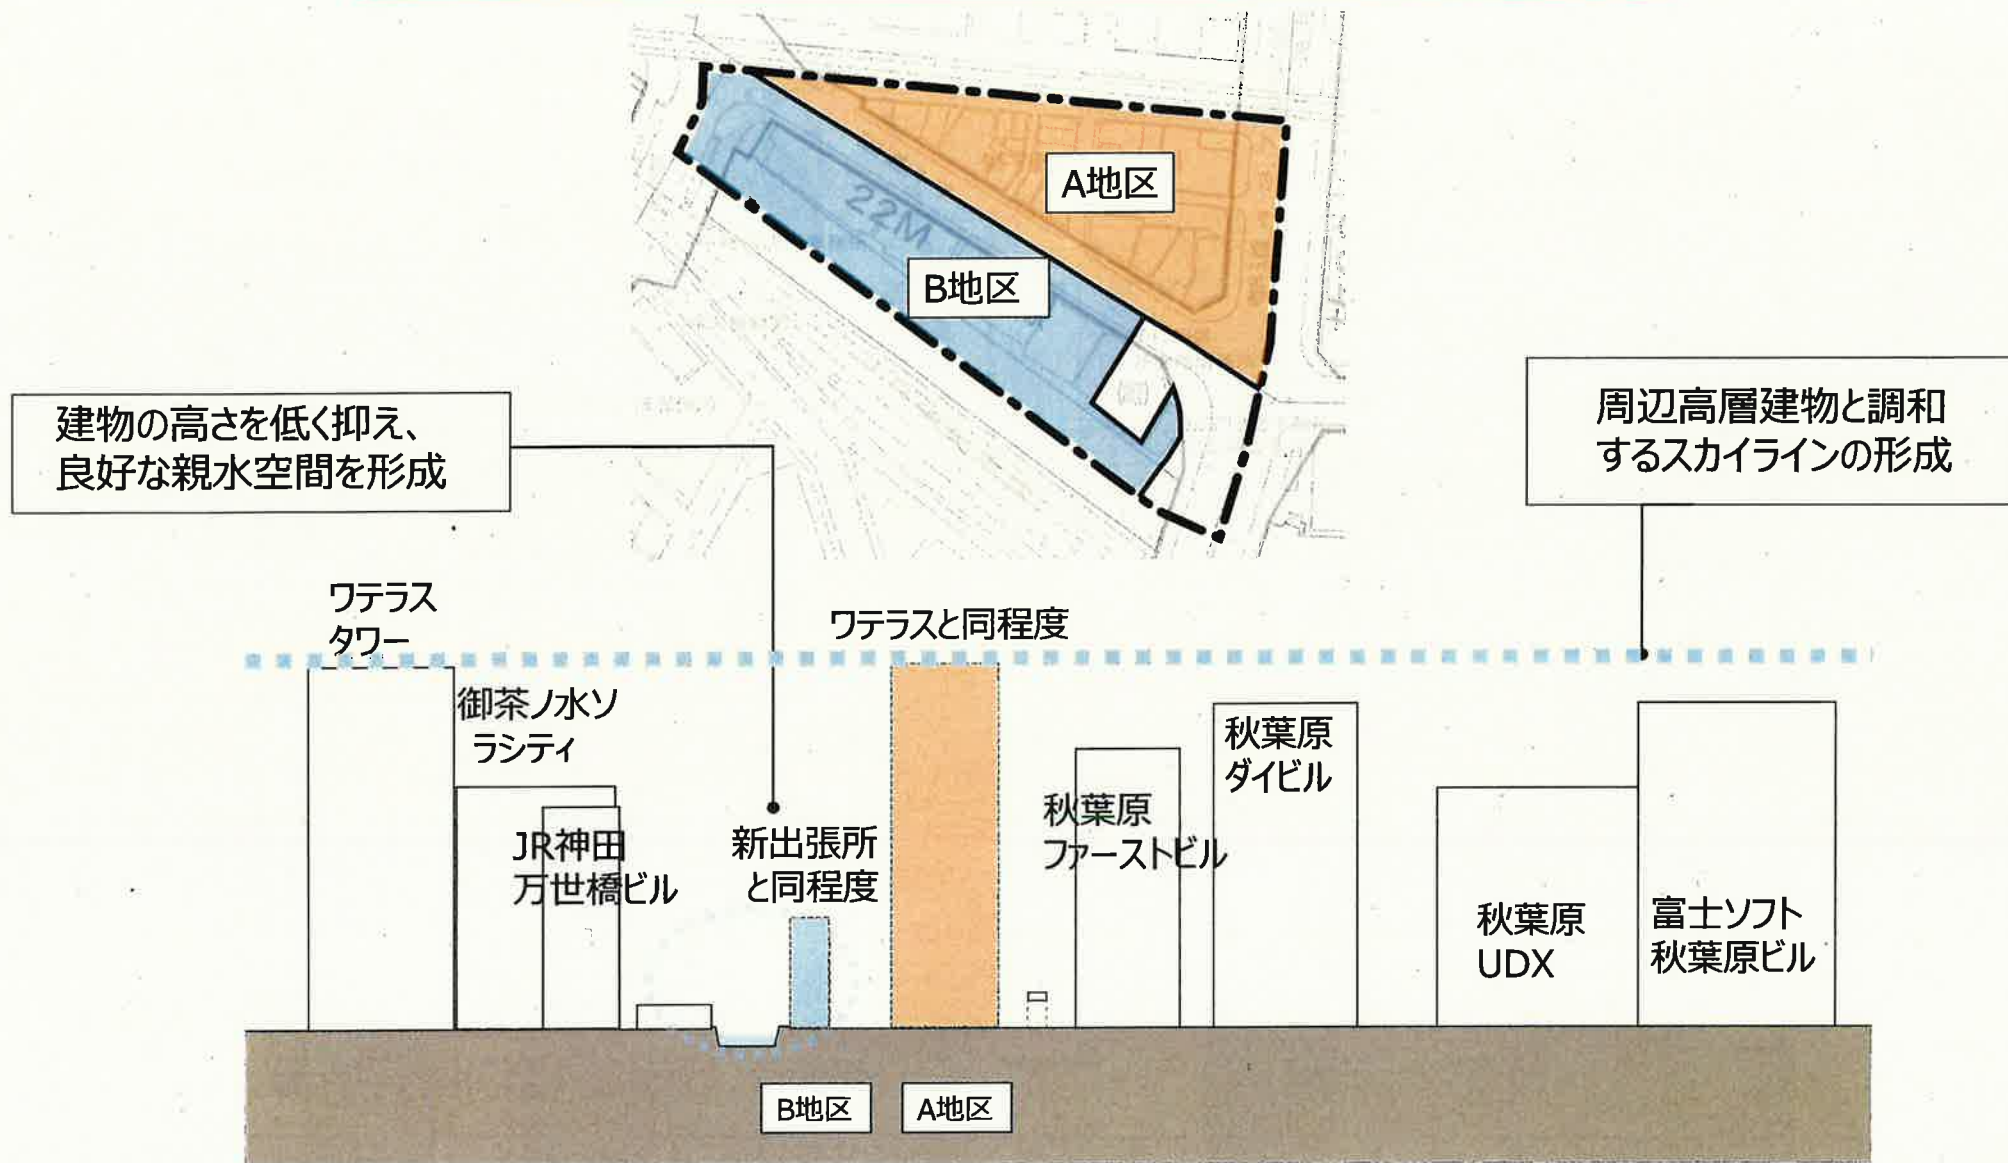 A地区
22M
B地区
建物の高さを低く抑え、
良好な親水空間を形成
周辺高層建物と調和
するスカイラインの形成
ワテラス
タワー
ワテラスと同程度
御茶ノ水ソ
ラシティ
JR神田
万世橋ビル
新出張所
と同程度
秋葉原
ファーストビル
秋葉原
ダイビル
秋葉原
UDX
富士ソフト
秋葉原ビル
B地区
A地区